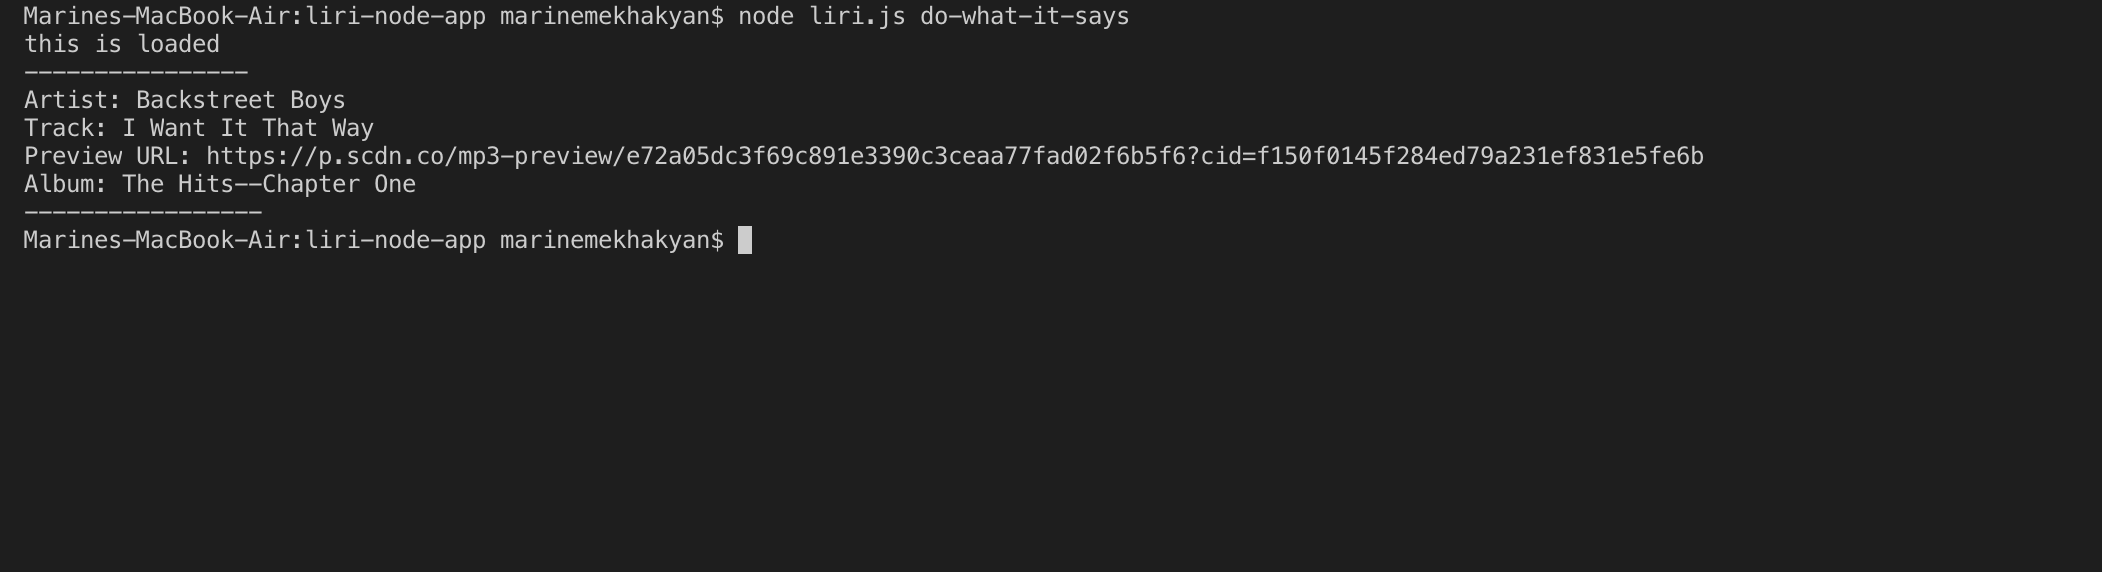 Marines-MacBook-Air:liri-node-app marinemekhakyan$ node liri.js do-what-it-says
this is loaded
----------------
Artist: Backstreet Boys
Track: I Want It That Way
Preview URL: https://p.scdn.co/mp3-preview/e72a05dc3f69c891e3390c3ceaa77fad02f6b5f6?cid=f150f0145f284ed79a231ef831e5fe6b
Album: The Hits--Chapter One
-----------------
Marines-MacBook-Air:liri-node-app marinemekhakyan$